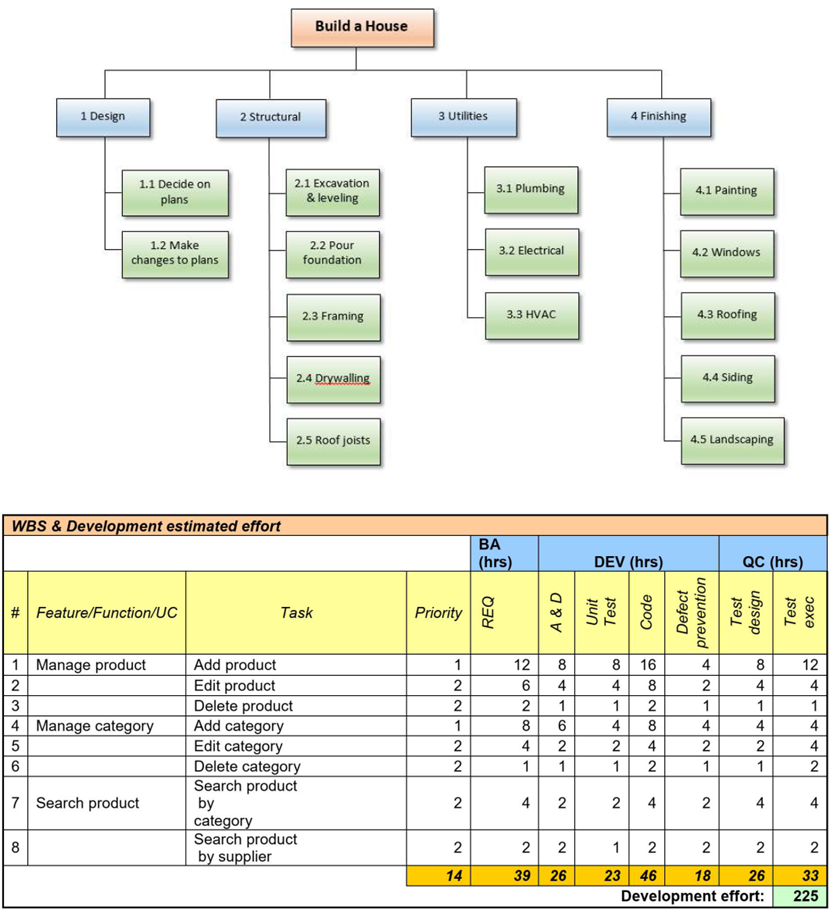 Build a House
1 Design
2 Structural
3 Utilities
4 Finishing
1.1 Decide on
plans
1.2 Make
changes to plans
2.1 Excavation
& leveling
2.2 Pour
foundation
2.3 Framing
2.4 Drywalling
2.5 Roof joists
3.1 Plumbing
3.2 Electrical
3.3 HVAC
4.1 Painting
4.2 Windows
4.3 Roofing
4.4 Siding
4.5 Landscaping
WBS & Development estimated effort
BA
(hrs)
DEV (hrs)
QC (hrs)
# Feature/Function/UC Task Priority REQ A & D Unit Test Code Defect prevention Test design Test exec
1 Manage product Add product 1 12 8 8 16 4 8 12
2 Edit product 2 6 4 4 8 2 4 4
3 Delete product 2 2 1 1 2 1 1 1
4 Manage category Add category 1 8 6 4 8 4 4 4
5 Edit category 2 4 2 2 4 2 2 4
6 Delete category 2 1 1 1 2 1 1 2
7 Search product Search product
by
category 2 4 2 2 4 2 4 4
8 Search product
by supplier 2 2 2 1 2 2 2 2
14 39 26 23 46 18 26 33
Development effort: 225